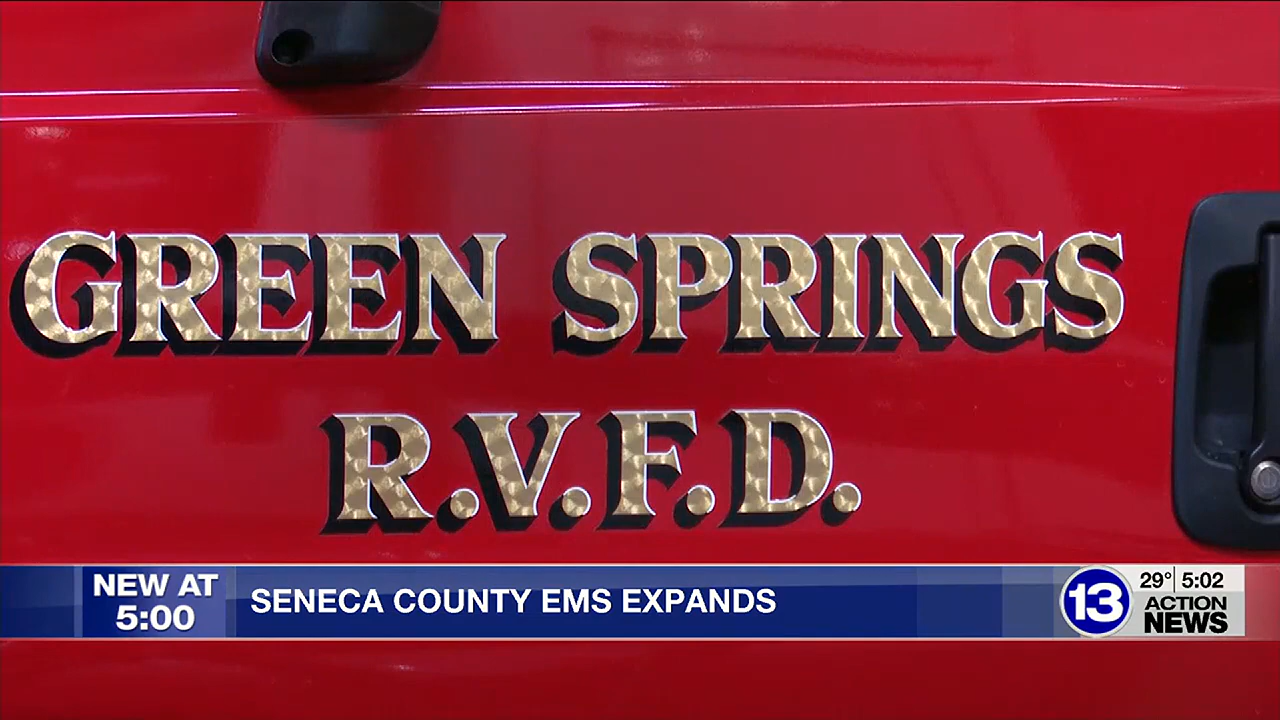 GREEN SPRINGS
R.V.F.D.
NEW AT
5:00
SENECA COUNTY EMS EXPANDS
13
29° 5:02
ACTION
NEWS